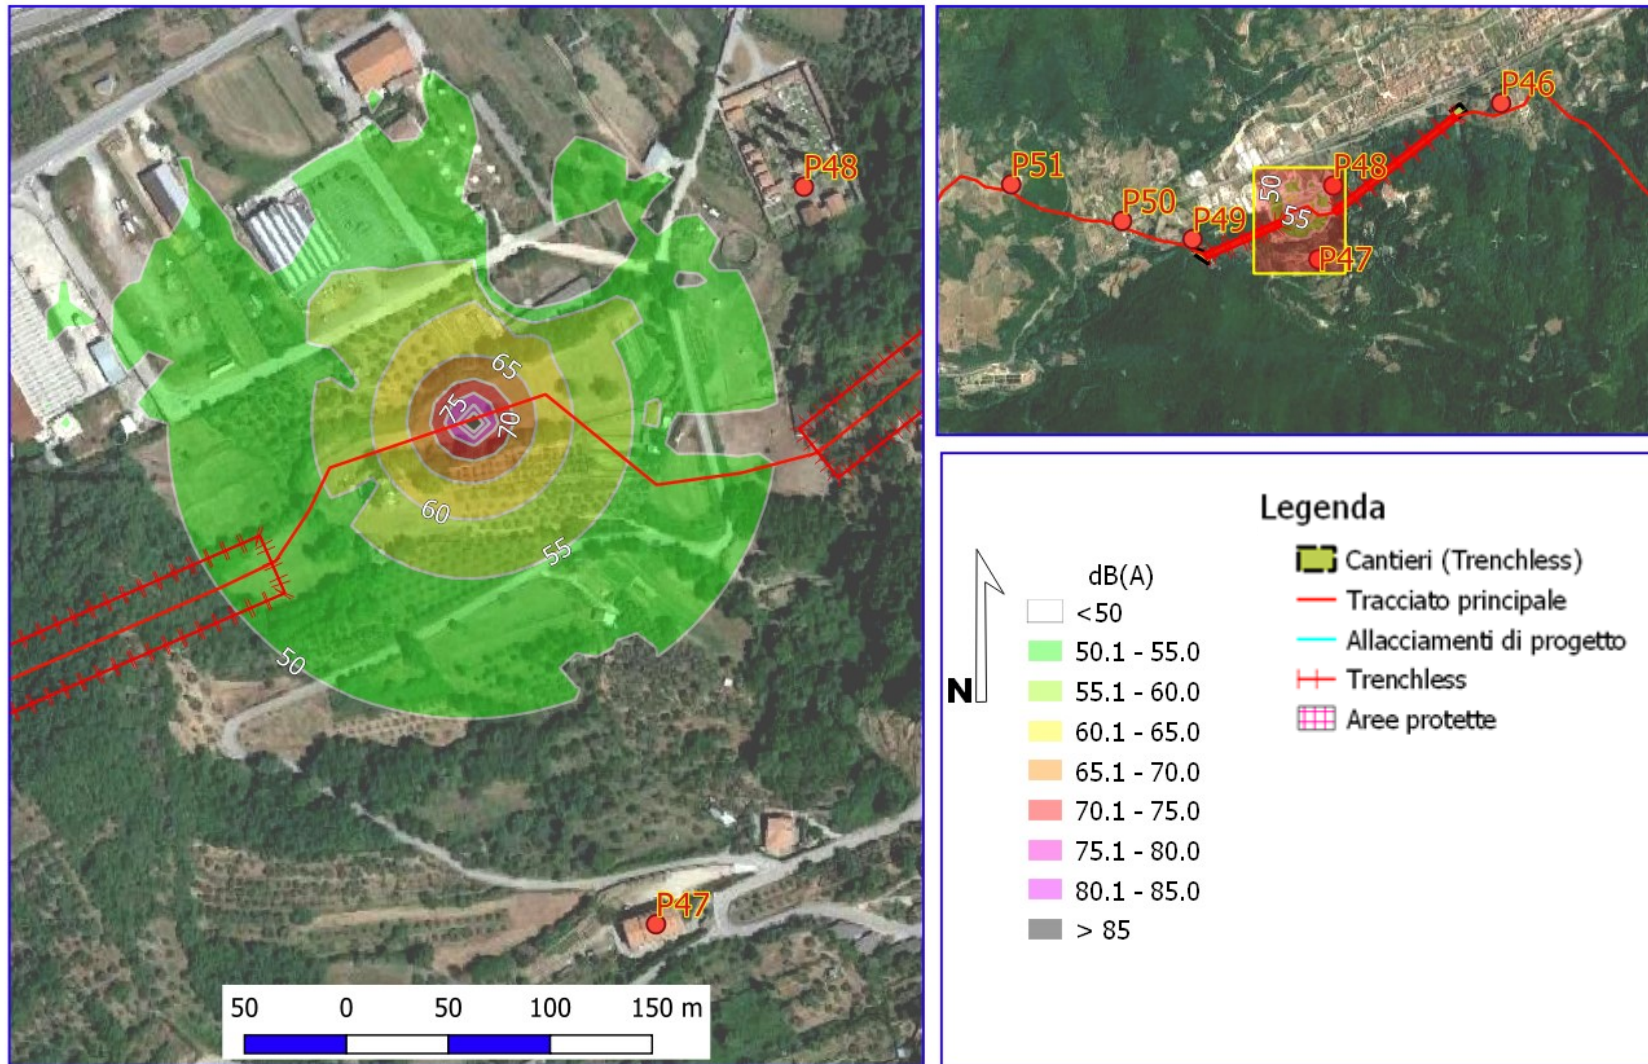 P48
65
75
70
60
55
50
P47
50 0 50 100 150 m
P46
P51
P48
50
P50
55
P49
P47
Legenda
dB(A)
<50
50.1 - 55.0
55.1 - 60.0
60.1 - 65.0
65.1 - 70.0
70.1 - 75.0
75.1 - 80.0
80.1 - 85.0
> 85
N
Cantieri (Trenchless)
Tracciato principale
Allacciamenti di progetto
Trenchless
Aree protette